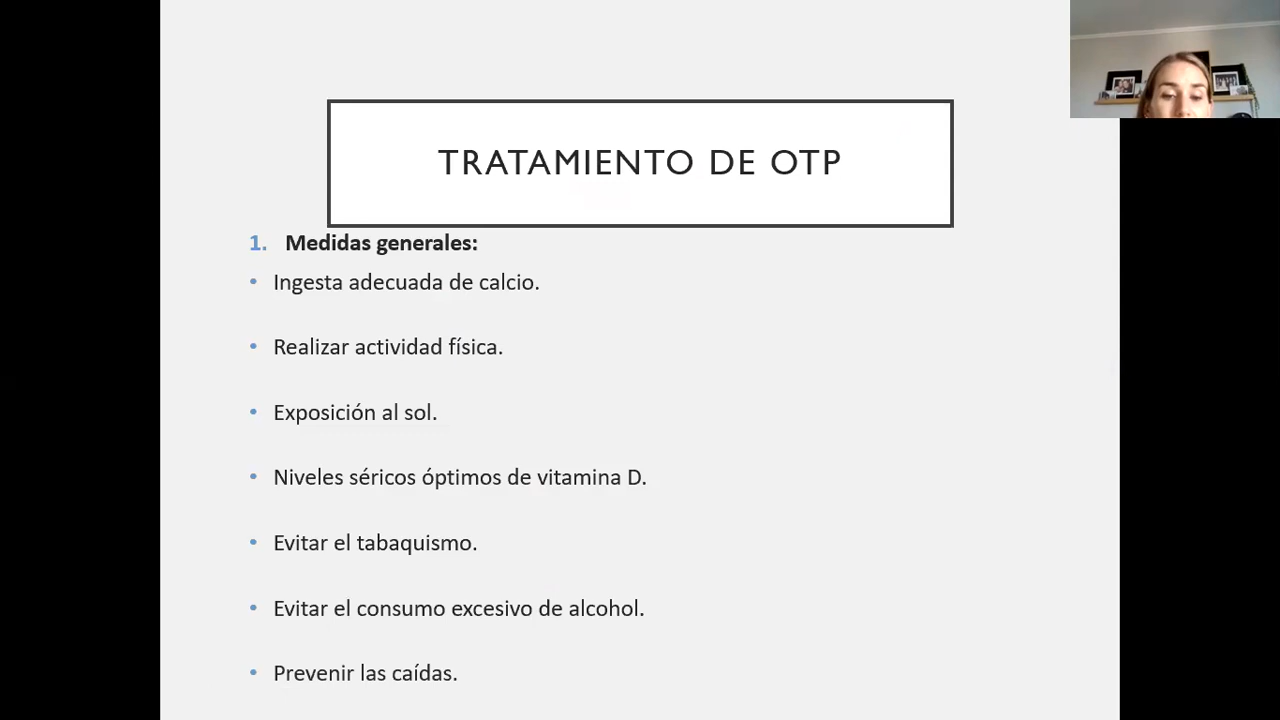 TRATAMIENTO DE OTP
1. Medidas generales:
• Ingesta adecuada de calcio.
• Realizar actividad física.
• Exposición al sol.
• Niveles séricos óptimos de vitamina D.
• Evitar el tabaquismo.
• Evitar el consumo excesivo de alcohol.
• Prevenir las caídas.